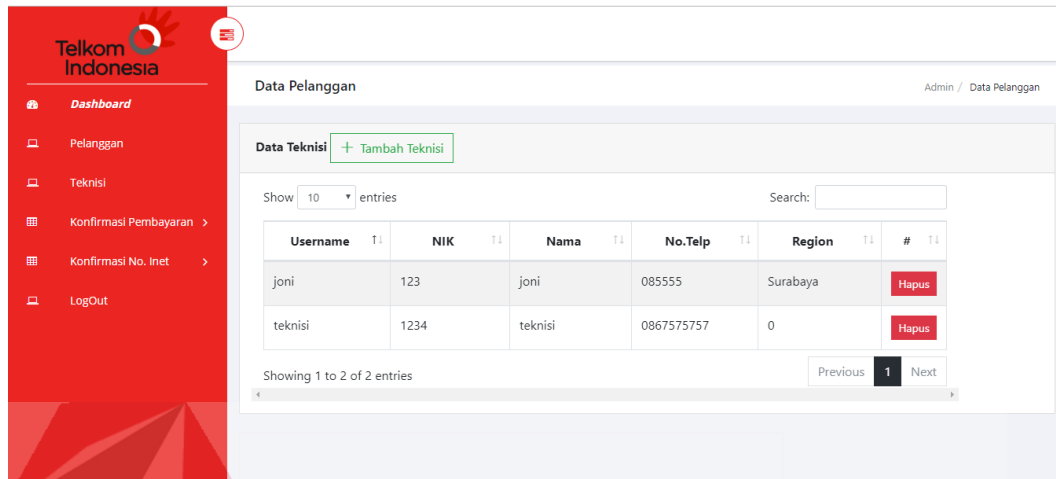 Telkom
Indonesia
Dashboard
Pelanggan
Teknisi
Konfirmasi Pembayaran
Konfirmasi No. Inet
LogOut
Data Pelanggan
Admin / Data Pelanggan
Data Teknisi + Tambah Teknisi
Show 10 entries Search:
Username NIK Nama No.Telp Region #
joni 123 joni 085555 Surabaya Hapus
teknisi 1234 teknisi 0867575757 0 Hapus
Showing 1 to 2 of 2 entries Previous 1 Next